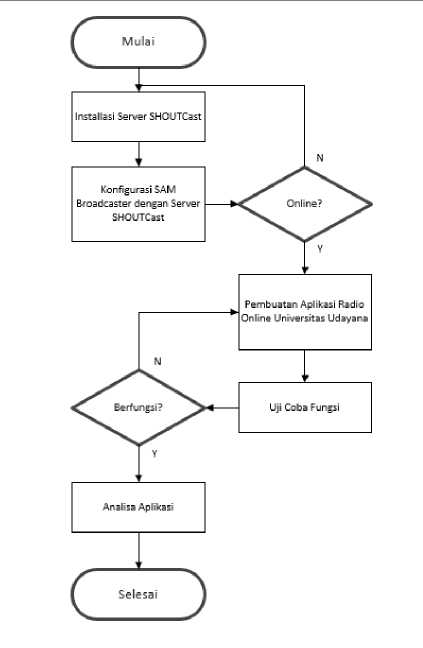 Mulai
Installasi Server SHOUTCast
Konfigurasi SAM
Broadcaster dengan Server
SHOUTCast
N
Online?
Y
Pembuatan Aplikasi Radio
Online Universitas Udayana
Uji Coba Fungsi
N
Berfungsi?
Y
Analisa Aplikasi
Selesai